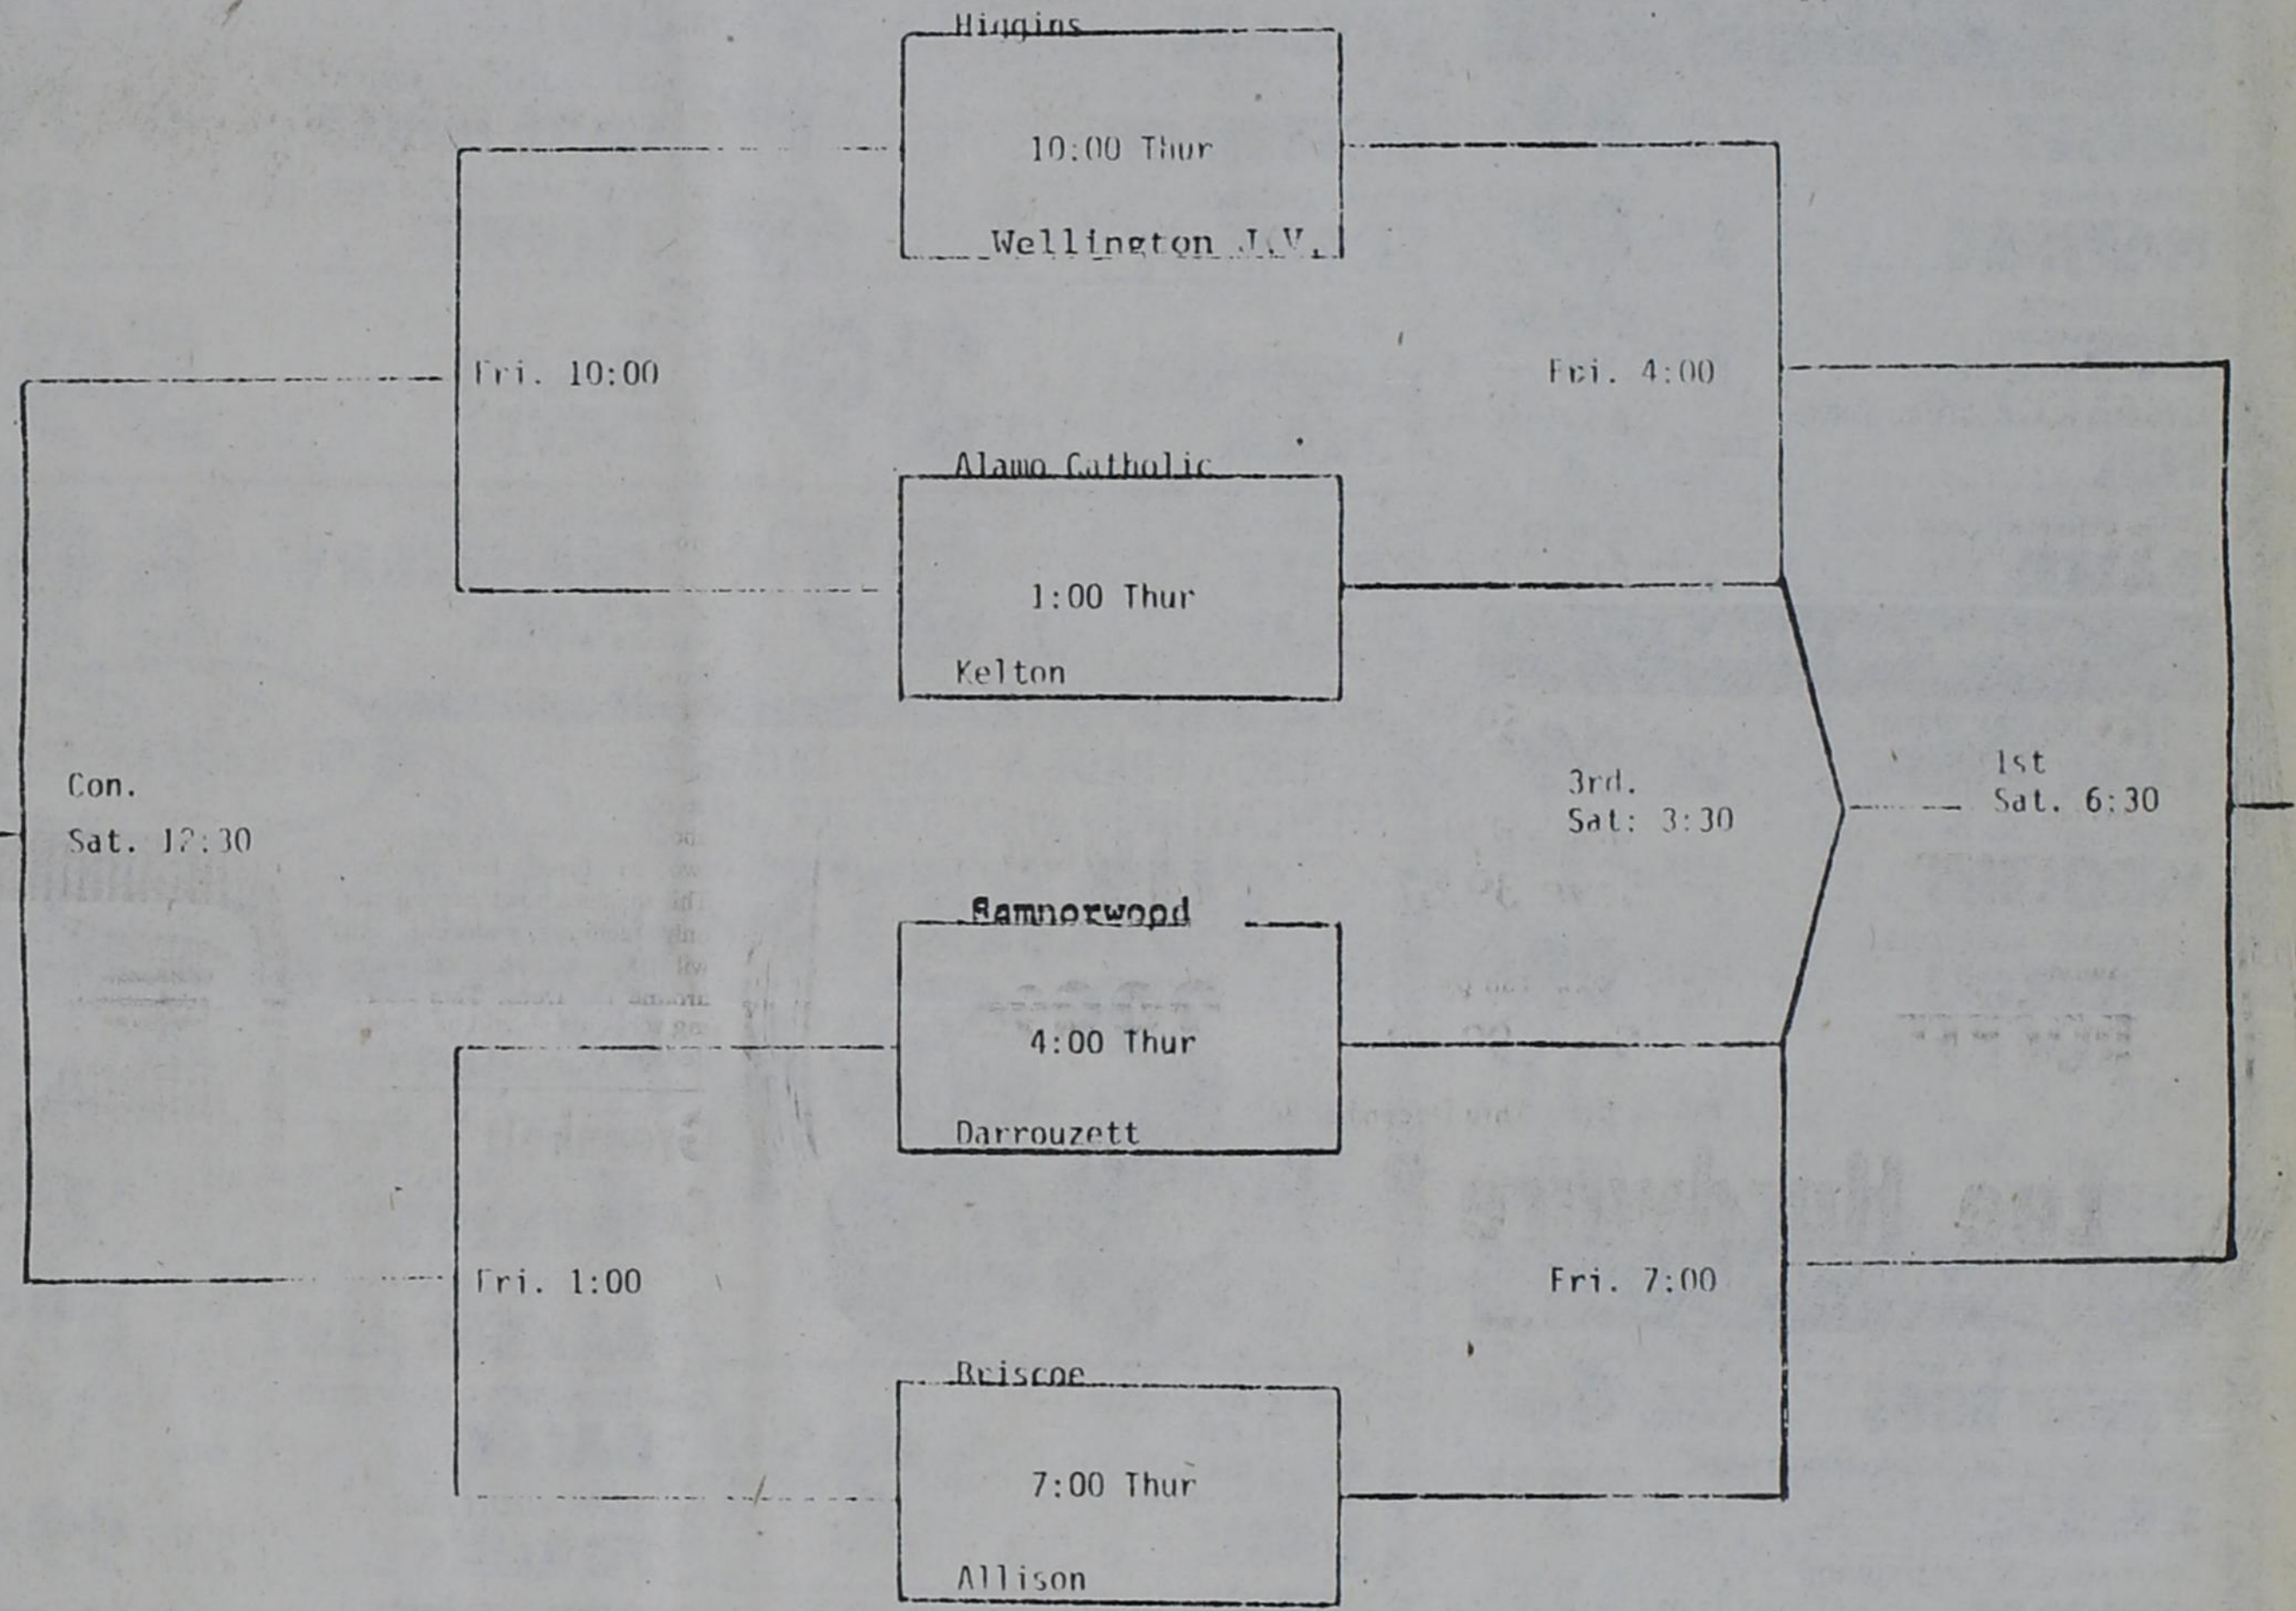 Higgins
10:00 Thur
Wellington J.V.
Fri. 10:00
Fri. 4:00
Alamo Catholic
1:00 Thur
Kelton
Con.
Sat. 12:30
3rd.
Sat: 3:30
1st
Sat. 6:30
Samnorwood
4:00 Thur
Darrouzett
Fri. 1:00
Fri. 7:00
Briscoe
7:00 Thur
Allison